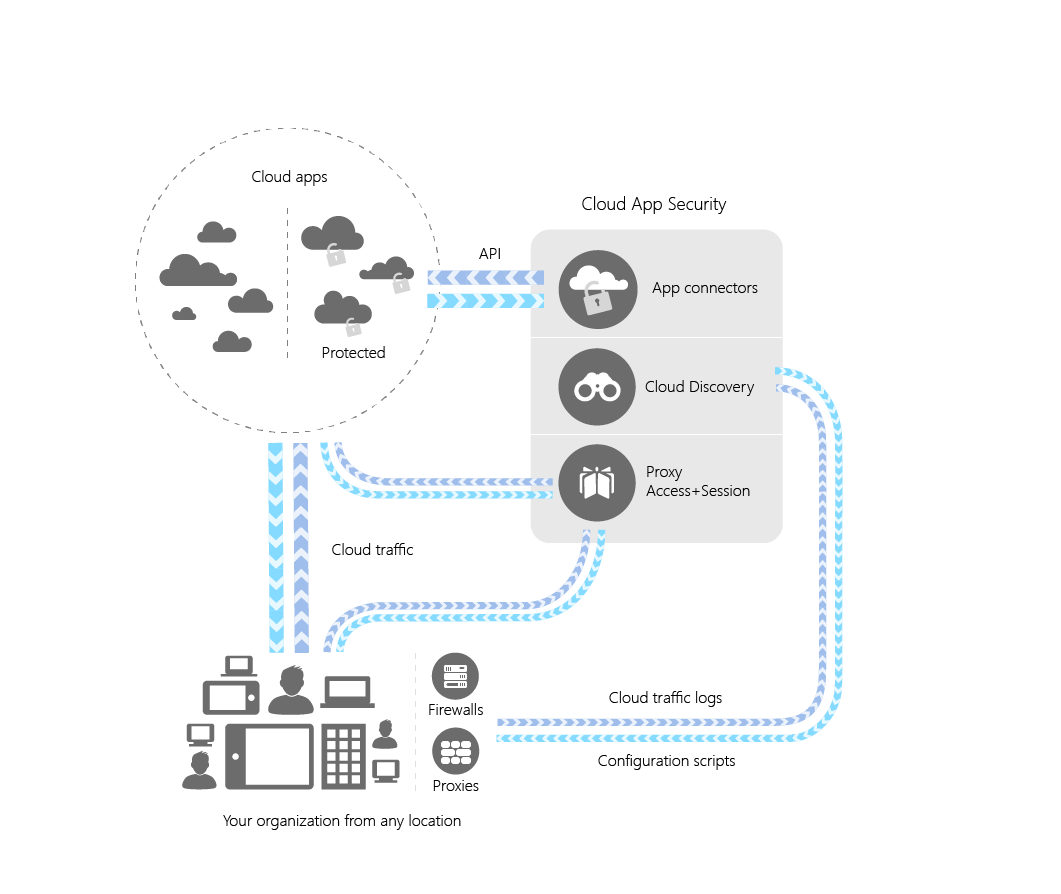 Cloud apps
Protected
API
Cloud App Security
App connectors
Cloud Discovery
Proxy
Access+Session
Cloud traffic
Firewalls
Proxies
Cloud traffic logs
Configuration scripts
Your organization from any location